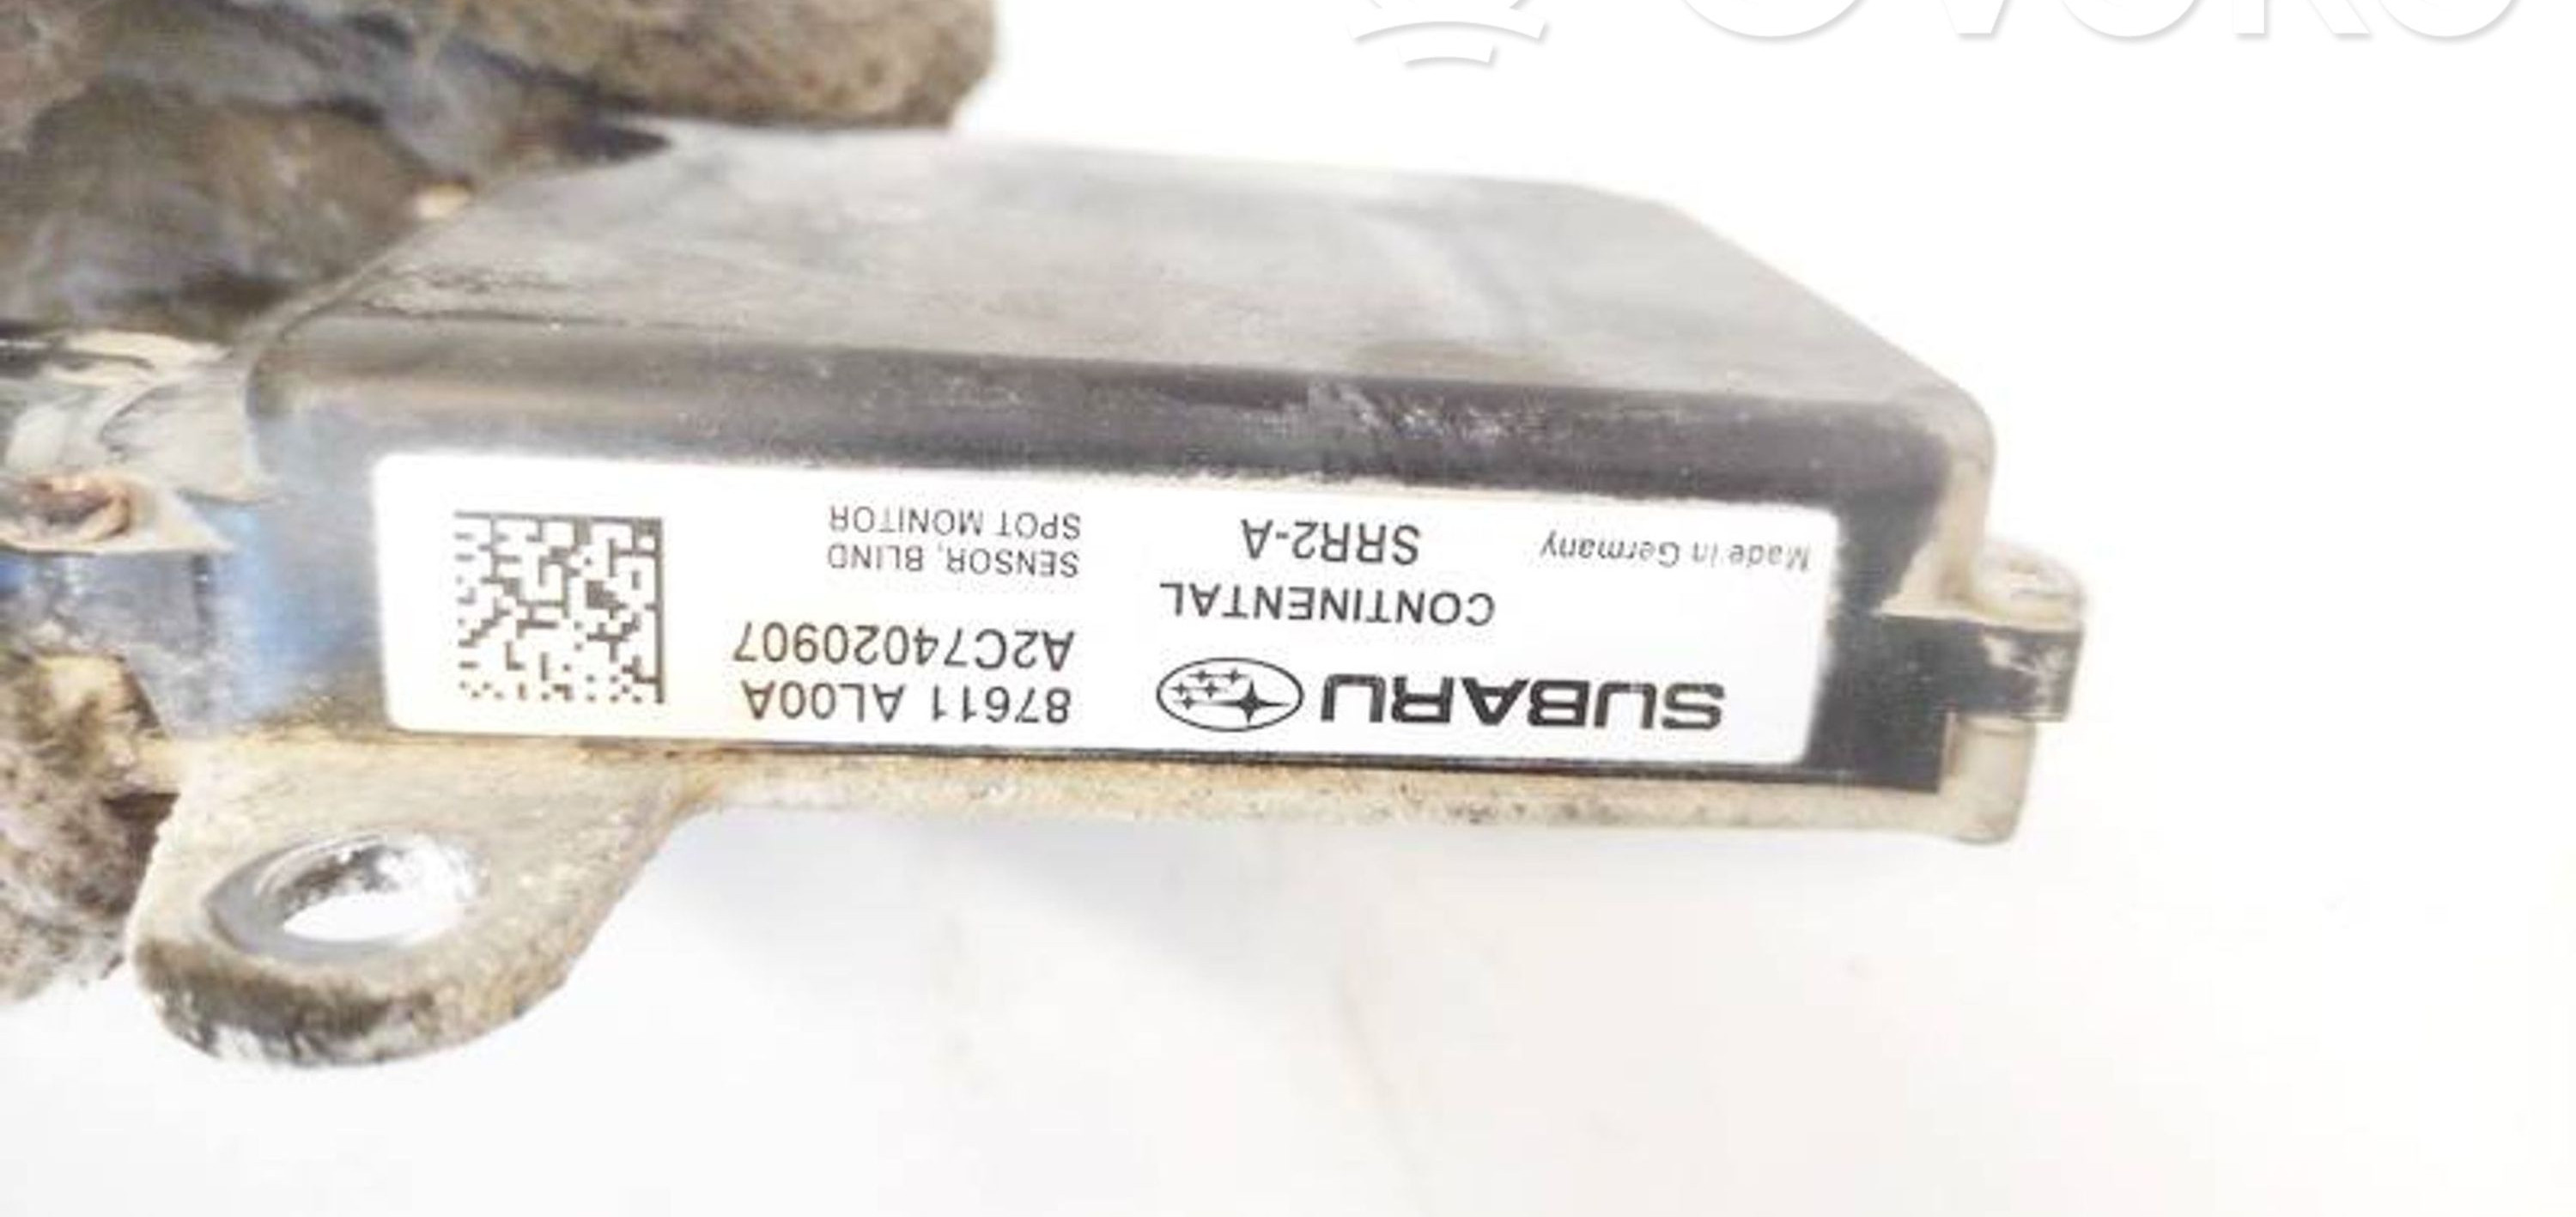 SUBARU
CONTINENTAL
SRR2-A
Made in Germany
87611 AL00A
A2C74020907
SENSOR, BLIND
SPOT MONITOR